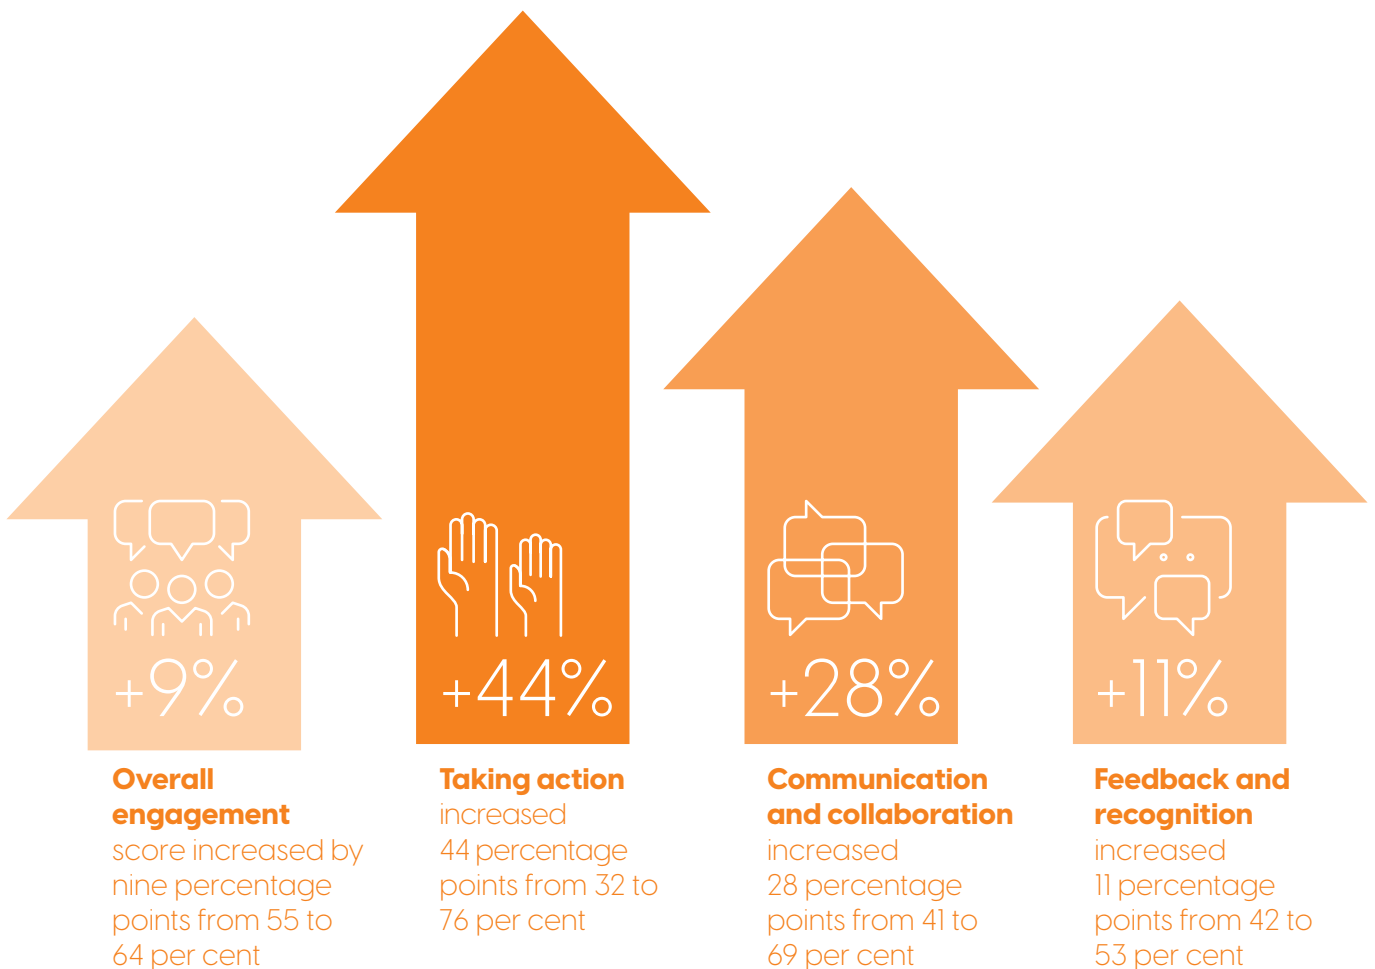 +9%
Overall
engagement
score increased by
nine percentage
points from 55 to
64 per cent
+44%
Taking action
increased
44 percentage
points from 32 to
76 per cent
+28%
Communication
and collaboration
increased
28 percentage
points from 41 to
69 per cent
+11%
Feedback and
recognition
increased
11 percentage
points from 42 to
53 per cent